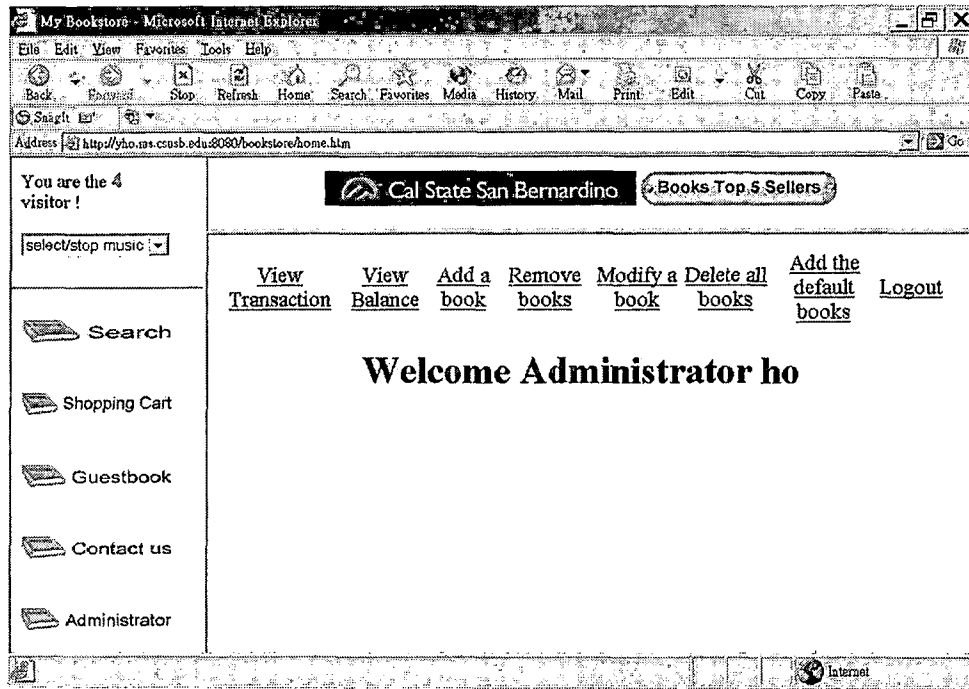 My Bookstore - Microsoft Internet Explorer
File Edit View Favorites Tools Help
Back Forward Stop Refresh Home Search Favorites Media History Mail Print Edit Cut Copy Paste
SnagIt
Address http://yho.ias.csusb.edu:8080/bookstore/home.htm Go
You are the 4
visitor !
select/stop music
Search
Shopping Cart
Guestbook
Contact us
Administrator
Cal State San Bernardino Books Top 5 Sellers
View Transaction View Balance Add a book Remove books Modify a book Delete all books Add the default books Logout
Welcome Administrator ho
Internet